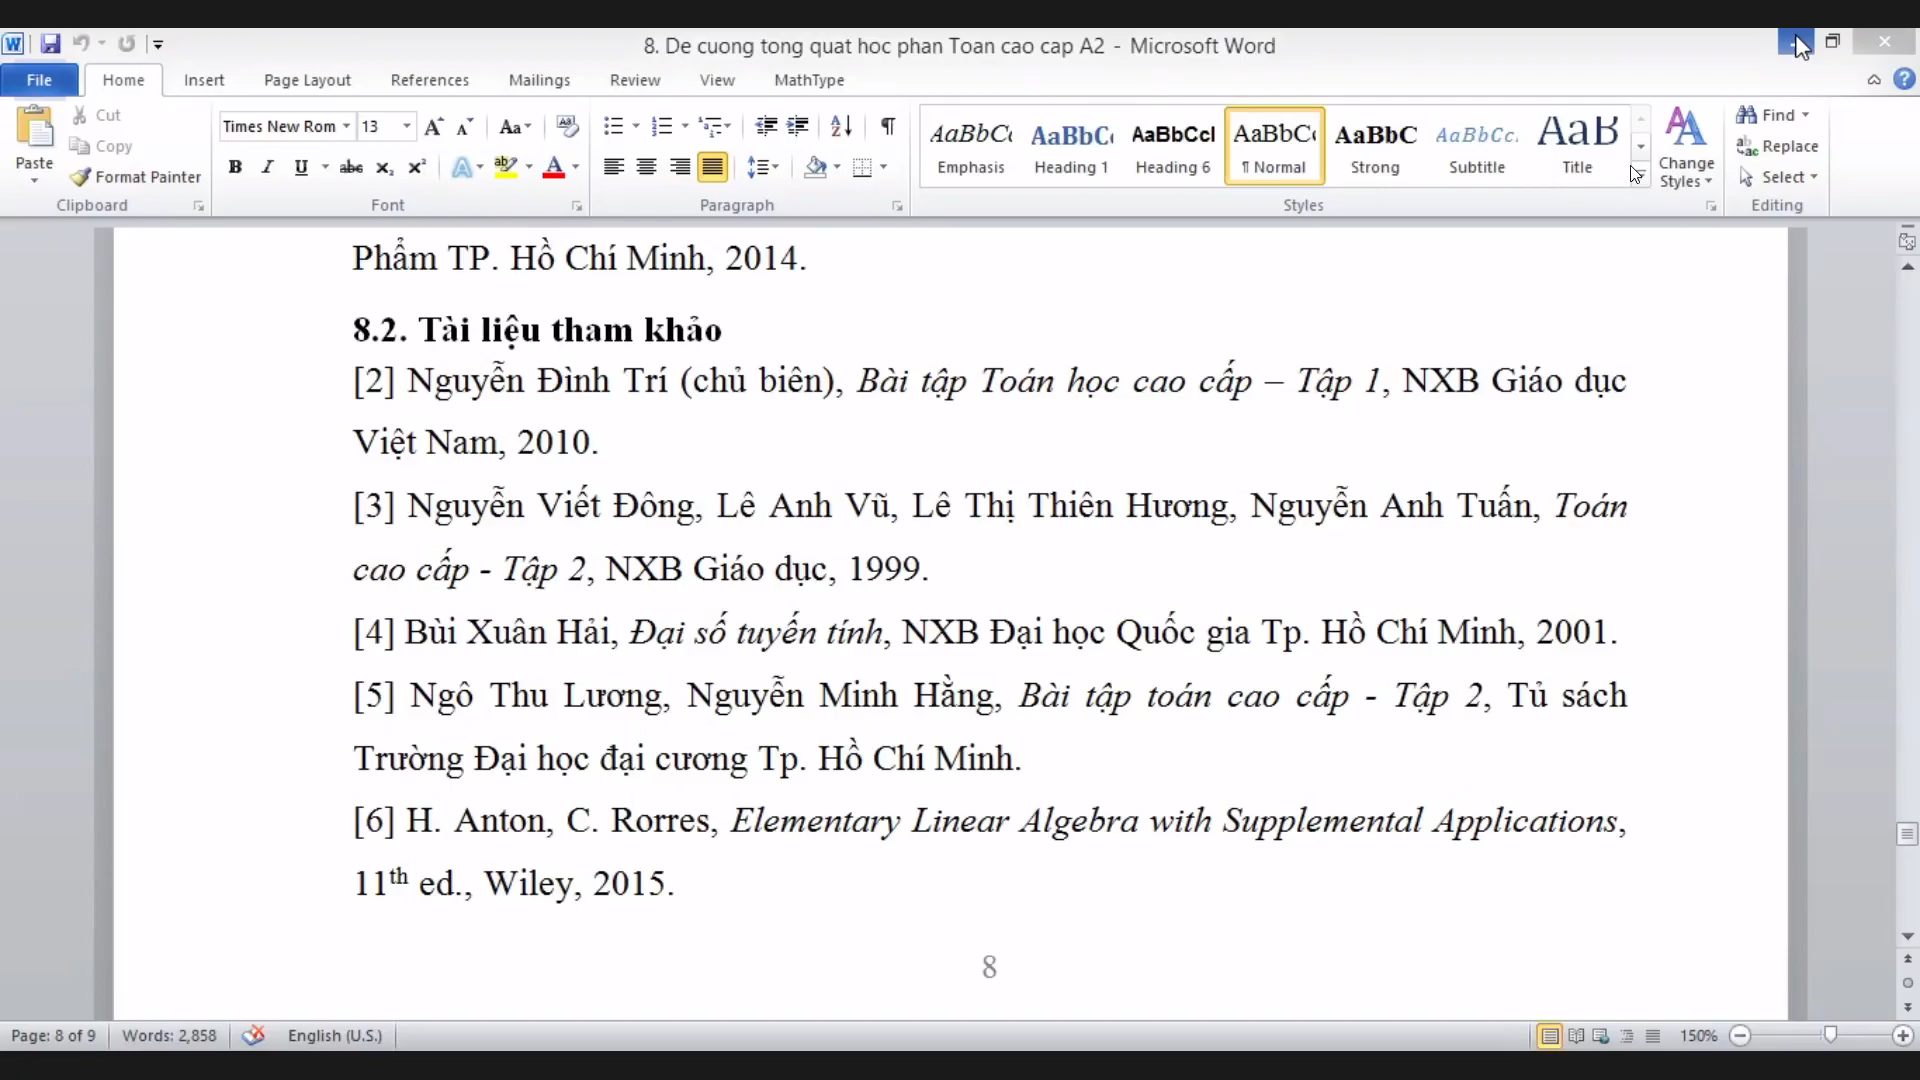 8. De cuong tong quat hoc phan Toan cao cap A2 - Microsoft Word
File Home Insert Page Layout References Mailings Review View MathType
Paste Cut Copy Format Painter Clipboard
Times New Rom 13 Font
Paragraph
AaBbCc Emphasis AaBbCc Heading 1 AaBbCcI Heading 6 AaBbCc ¶ Normal AaBbC Strong AaBbCc. Subtitle AaB Title Styles
Change Styles
Find Replace Select Editing
Phẩm TP. Hồ Chí Minh, 2014.
8.2. Tài liệu tham khảo
[2] Nguyễn Đình Trí (chủ biên), Bài tập Toán học cao cấp – Tập 1, NXB Giáo dục
Việt Nam, 2010.
[3] Nguyễn Viết Đông, Lê Anh Vũ, Lê Thị Thiên Hương, Nguyễn Anh Tuấn, Toán
cao cấp - Tập 2, NXB Giáo dục, 1999.
[4] Bùi Xuân Hải, Đại số tuyến tính, NXB Đại học Quốc gia Tp. Hồ Chí Minh, 2001.
[5] Ngô Thu Lương, Nguyễn Minh Hằng, Bài tập toán cao cấp - Tập 2, Tủ sách
Trường Đại học đại cương Tp. Hồ Chí Minh.
[6] H. Anton, C. Rorres, Elementary Linear Algebra with Supplemental Applications,
11th ed., Wiley, 2015.
8
Page: 8 of 9 Words: 2,858 English (U.S.) 150%